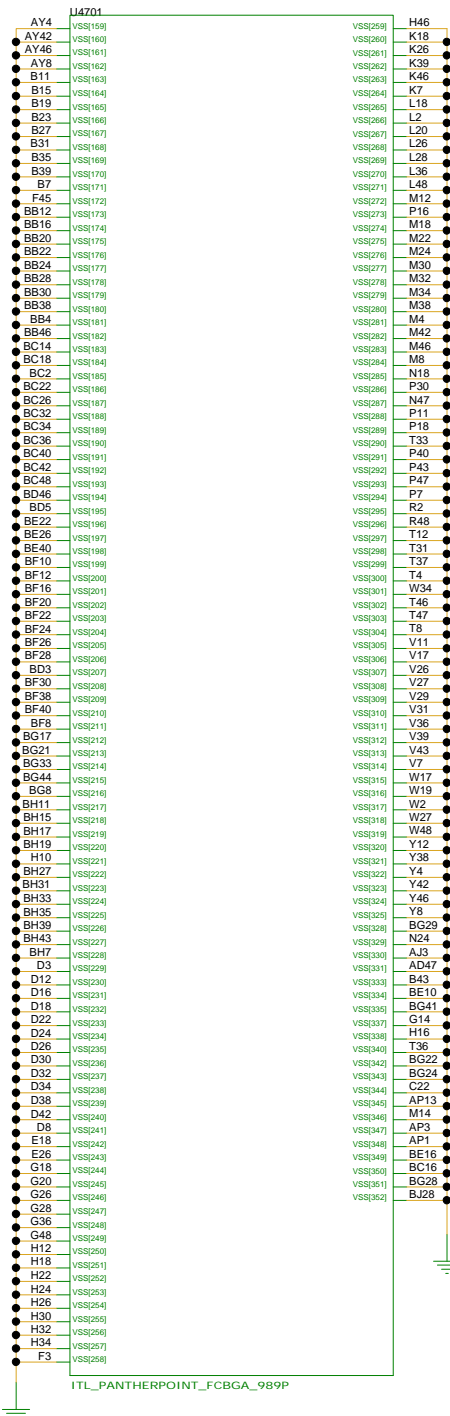 U4701
AY4 VSS[159]
AY42 VSS[160]
AY46 VSS[161]
AY8 VSS[162]
B11 VSS[163]
B15 VSS[164]
B19 VSS[165]
B23 VSS[166]
B27 VSS[167]
B31 VSS[168]
B35 VSS[169]
B39 VSS[170]
B7 VSS[171]
F45 VSS[172]
BB12 VSS[173]
BB16 VSS[174]
BB20 VSS[175]
BB22 VSS[176]
BB24 VSS[177]
BB28 VSS[178]
BB30 VSS[179]
BB38 VSS[180]
BB4 VSS[181]
BB46 VSS[182]
BC14 VSS[183]
BC18 VSS[184]
BC2 VSS[185]
BC22 VSS[186]
BC26 VSS[187]
BC32 VSS[188]
BC34 VSS[189]
BC36 VSS[190]
BC40 VSS[191]
BC42 VSS[192]
BC48 VSS[193]
BD46 VSS[194]
BD5 VSS[195]
BE22 VSS[196]
BE26 VSS[197]
BE40 VSS[198]
BF10 VSS[199]
BF12 VSS[200]
BF16 VSS[201]
BF20 VSS[202]
BF22 VSS[203]
BF24 VSS[204]
BF26 VSS[205]
BF28 VSS[206]
BD3 VSS[207]
BF30 VSS[208]
BF38 VSS[209]
BF40 VSS[210]
BF8 VSS[211]
BG17 VSS[212]
BG21 VSS[213]
BG33 VSS[214]
BG44 VSS[215]
BG8 VSS[216]
BH11 VSS[217]
BH15 VSS[218]
BH17 VSS[219]
BH19 VSS[220]
H10 VSS[221]
BH27 VSS[222]
BH31 VSS[223]
BH33 VSS[224]
BH35 VSS[225]
BH39 VSS[226]
BH43 VSS[227]
BH7 VSS[228]
D3 VSS[229]
D12 VSS[230]
D16 VSS[231]
D18 VSS[232]
D22 VSS[233]
D24 VSS[234]
D26 VSS[235]
D30 VSS[236]
D32 VSS[237]
D34 VSS[238]
D38 VSS[239]
D42 VSS[240]
D8 VSS[241]
E18 VSS[242]
E26 VSS[243]
G18 VSS[244]
G20 VSS[245]
G26 VSS[246]
G28 VSS[247]
G36 VSS[248]
G48 VSS[249]
H12 VSS[250]
H18 VSS[251]
H22 VSS[252]
H24 VSS[253]
H26 VSS[254]
H30 VSS[255]
H32 VSS[256]
H34 VSS[257]
F3 VSS[258]
VSS[259] H46
VSS[260] K18
VSS[261] K26
VSS[262] K39
VSS[263] K46
VSS[264] K7
VSS[265] L18
VSS[266] L2
VSS[267] L20
VSS[268] L26
VSS[269] L28
VSS[270] L36
VSS[271] L48
VSS[272] M12
VSS[273] P16
VSS[274] M18
VSS[275] M22
VSS[276] M24
VSS[277] M30
VSS[278] M32
VSS[279] M34
VSS[280] M38
VSS[281] M4
VSS[282] M42
VSS[283] M46
VSS[284] M8
VSS[285] N18
VSS[286] P30
VSS[287] N47
VSS[288] P11
VSS[289] P18
VSS[290] T33
VSS[291] P40
VSS[292] P43
VSS[293] P47
VSS[294] P7
VSS[295] R2
VSS[296] R48
VSS[297] T12
VSS[298] T31
VSS[299] T37
VSS[300] T4
VSS[301] W34
VSS[302] T46
VSS[303] T47
VSS[304] T8
VSS[305] V11
VSS[306] V17
VSS[307] V26
VSS[308] V27
VSS[309] V29
VSS[310] V31
VSS[311] V36
VSS[312] V39
VSS[313] V43
VSS[314] V7
VSS[315] W17
VSS[316] W19
VSS[317] W2
VSS[318] W27
VSS[319] W48
VSS[320] Y12
VSS[321] Y38
VSS[322] Y4
VSS[323] Y42
VSS[324] Y46
VSS[325] Y8
VSS[328] BG29
VSS[329] N24
VSS[330] AJ3
VSS[331] AD47
VSS[333] B43
VSS[334] BE10
VSS[335] BG41
VSS[337] G14
VSS[338] H16
VSS[340] T36
VSS[342] BG22
VSS[343] BG24
VSS[344] C22
VSS[345] AP13
VSS[346] M14
VSS[347] AP3
VSS[348] AP1
VSS[349] BE16
VSS[350] BC16
VSS[351] BG28
VSS[352] BJ28
ITL_PANTHERPOINT_FCBGA_989P